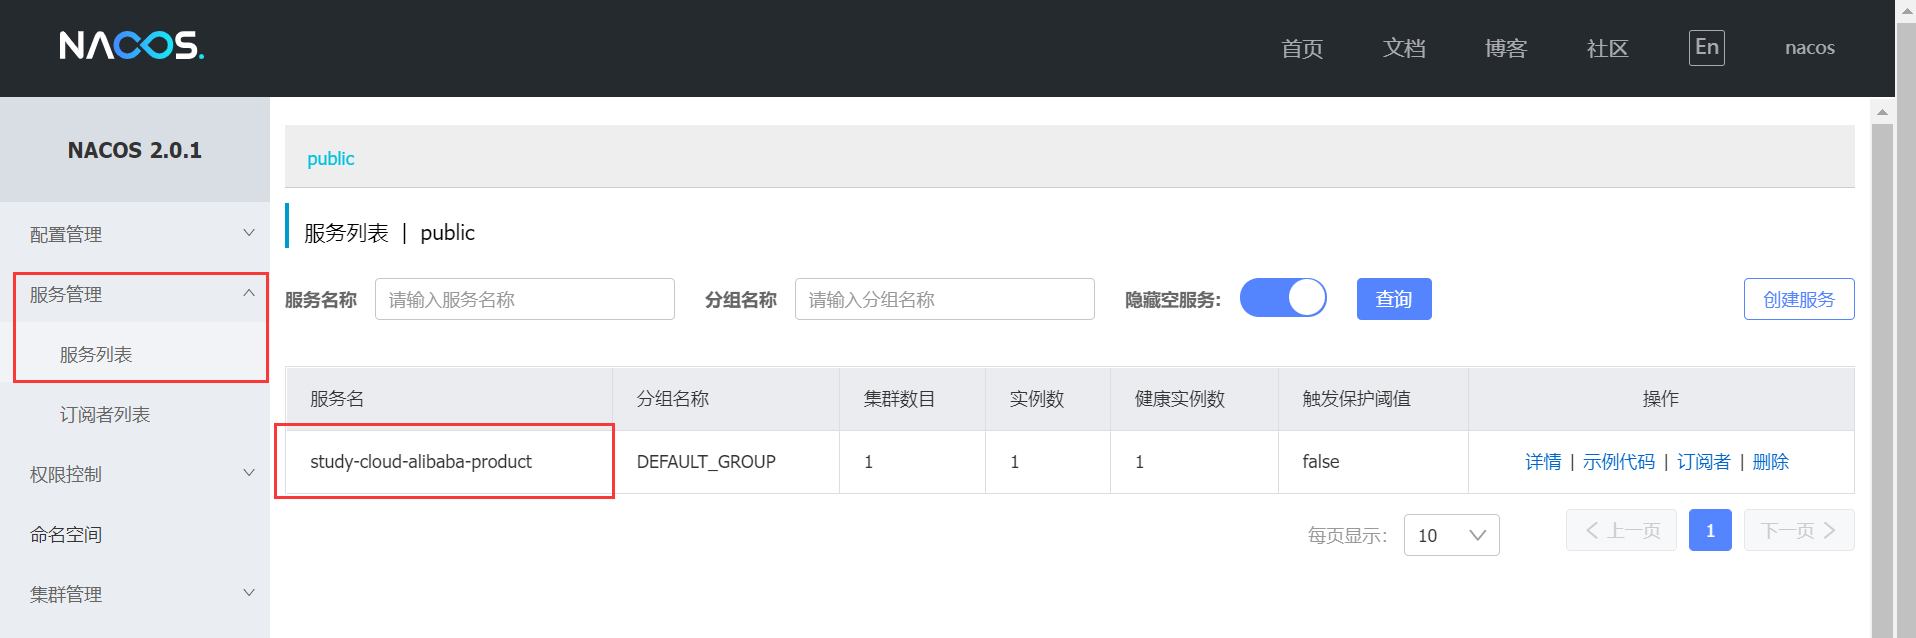 NACOS.
首页 文档 博客 社区 En nacos
NACOS 2.0.1
配置管理
服务管理
服务列表
订阅者列表
权限控制
命名空间
集群管理
public
服务列表 | public
服务名称 请输入服务名称 分组名称 请输入分组名称 隐藏空服务: 查询 创建服务
服务名 分组名称 集群数目 实例数 健康实例数 触发保护阈值 操作
study-cloud-alibaba-product DEFAULT_GROUP 1 1 1 false 详情 | 示例代码 | 订阅者 | 删除
每页显示: 10 上一页 1 下一页